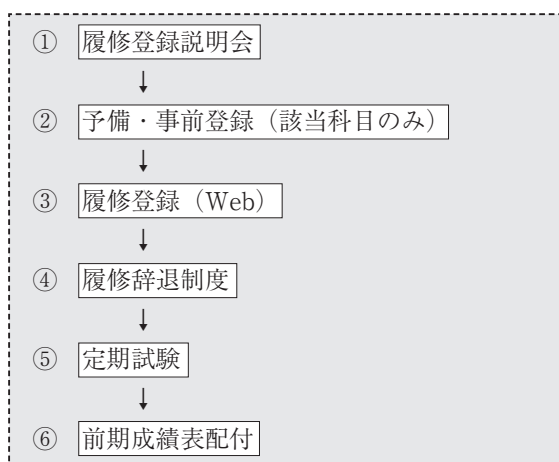 ① 履修登録説明会
↓
② 予備・事前登録（該当科目のみ）
↓
③ 履修登録（Web）
↓
④ 履修辞退制度
↓
⑤ 定期試験
↓
⑥ 前期成績表配付